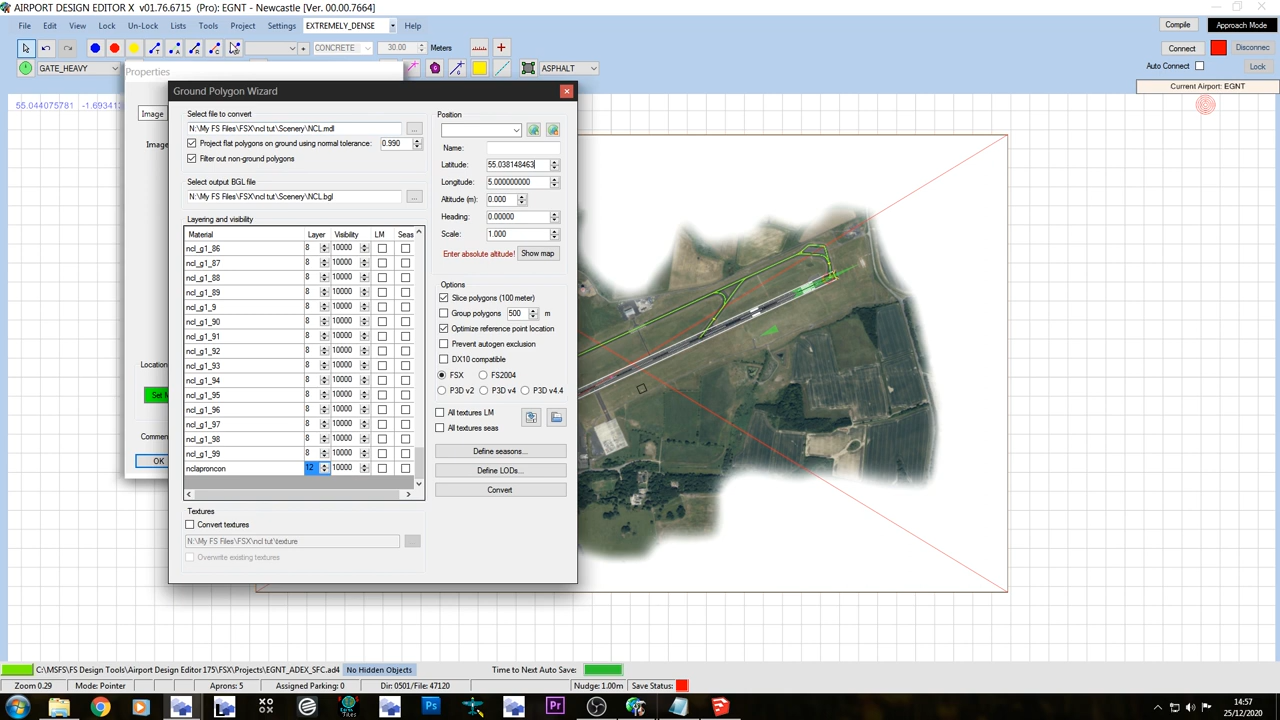 AIRPORT DESIGN EDITOR X v01.76.6715 (Pro): EGNT - Newcastle [Ver. 00.00.7664]
File Edit View Lock Un-Lock Lists Tools Project Settings EXTREMELY_DENSE Help
Compile Approach Mode
CONCRETE 30.00 Meters
Connect Disconnec
Auto Connect Lock
GATE_HEAVY ASPHALT
Properties
Current Airport: EGNT
Ground Polygon Wizard
55.044075781 -1.693413
Image
Image
Location
Set M
Comme
OK
Select file to convert
N:\My FS Files\FSX\ncl tut\Scenery\NCL.mdl ...
Project flat polygons on ground using normal tolerance: 0.990
Filter out non-ground polygons
Select output BGL file
N:\My FS Files\FSX\ncl tut\Scenery\NCL.bgl ...
Layering and visibility
Material Layer Visibility LM Seas
ncl_g1_86 8 10000
ncl_g1_87 8 10000
ncl_g1_88 8 10000
ncl_g1_89 8 10000
ncl_g1_9 8 10000
ncl_g1_90 8 10000
ncl_g1_91 8 10000
ncl_g1_92 8 10000
ncl_g1_93 8 10000
ncl_g1_94 8 10000
ncl_g1_95 8 10000
ncl_g1_96 8 10000
ncl_g1_97 8 10000
ncl_g1_98 8 10000
ncl_g1_99 8 10000
nclaproncon 12 10000
Textures
Convert textures
N:\My FS Files\FSX\ncl tut\texture
Overwrite existing textures
Position
Name:
Latitude: 55.038148463
Longitude: 5.000000000
Altitude (m): 0.000
Heading: 0.00000
Scale: 1.000
Enter absolute altitude! Show map
Options
Slice polygons (100 meter)
Group polygons 500 m
Optimize reference point location
Prevent autogen exclusion
DX10 compatible
FSX FS2004
P3D v2 P3D v4 P3D v4.4
All textures LM
All textures seas
Define seasons...
Define LODs...
Convert
C:\MSFS\FS Design Tools\Airport Design Editor 175\FSX\Projects\EGNT_ADEX_SFC.ad4 No Hidden Objects Time to Next Auto Save:
Zoom 0.29 Mode: Pointer Aprons: 5 Assigned Parking: 0 Dir: 0501/File: 47120 Nudge: 1.00m Save Status:
Ps Pr
14:57
25/12/2020